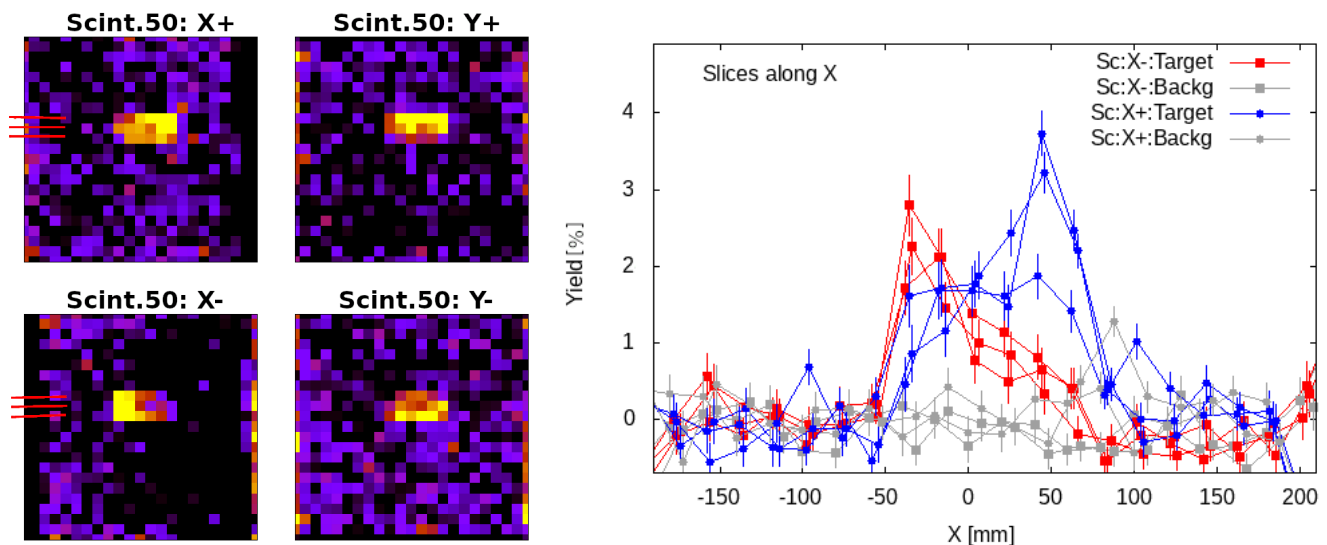 Scint.50: X+
Scint.50: Y+
Scint.50: X-
Scint.50: Y-
Slices along X
Sc:X-:Target
Sc:X-:Backg
Sc:X+:Target
Sc:X+:Backg
Yield [%]
4
3
2
1
0
-150
-100
-50
0
50
100
150
200
X [mm]